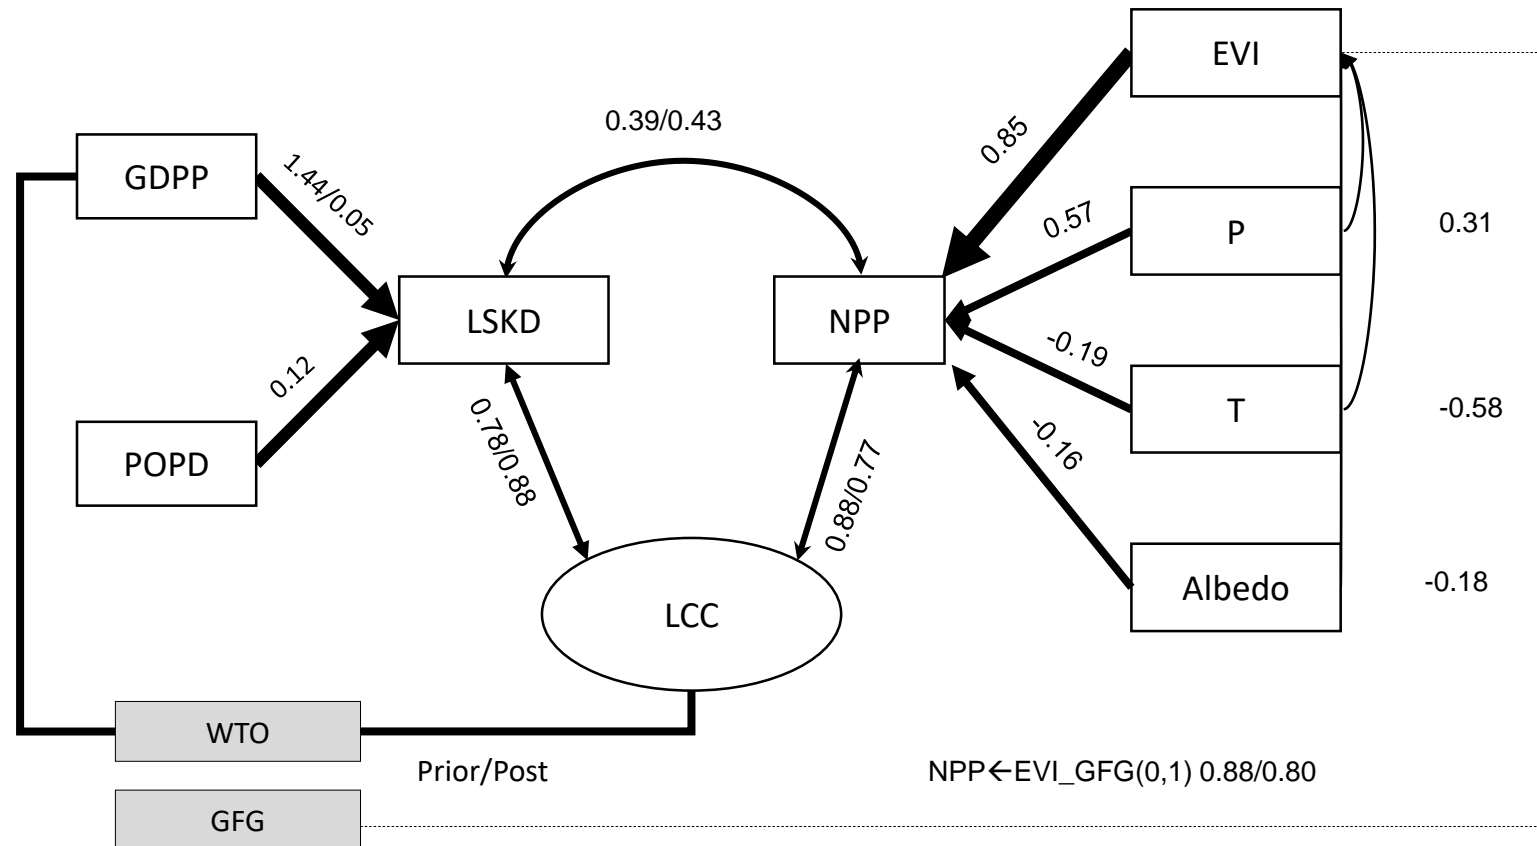 EVI
0.39/0.43
0.85
GDPP
1.44/0.05
0.57
P
0.31
LSKD
NPP
-0.19
0.12
T
-0.58
POPD
0.78/0.88
-0.16
0.88/0.77
Albedo
-0.18
LCC
WTO
Prior/Post
NPP←EVI_GFG(0,1) 0.88/0.80
GFG